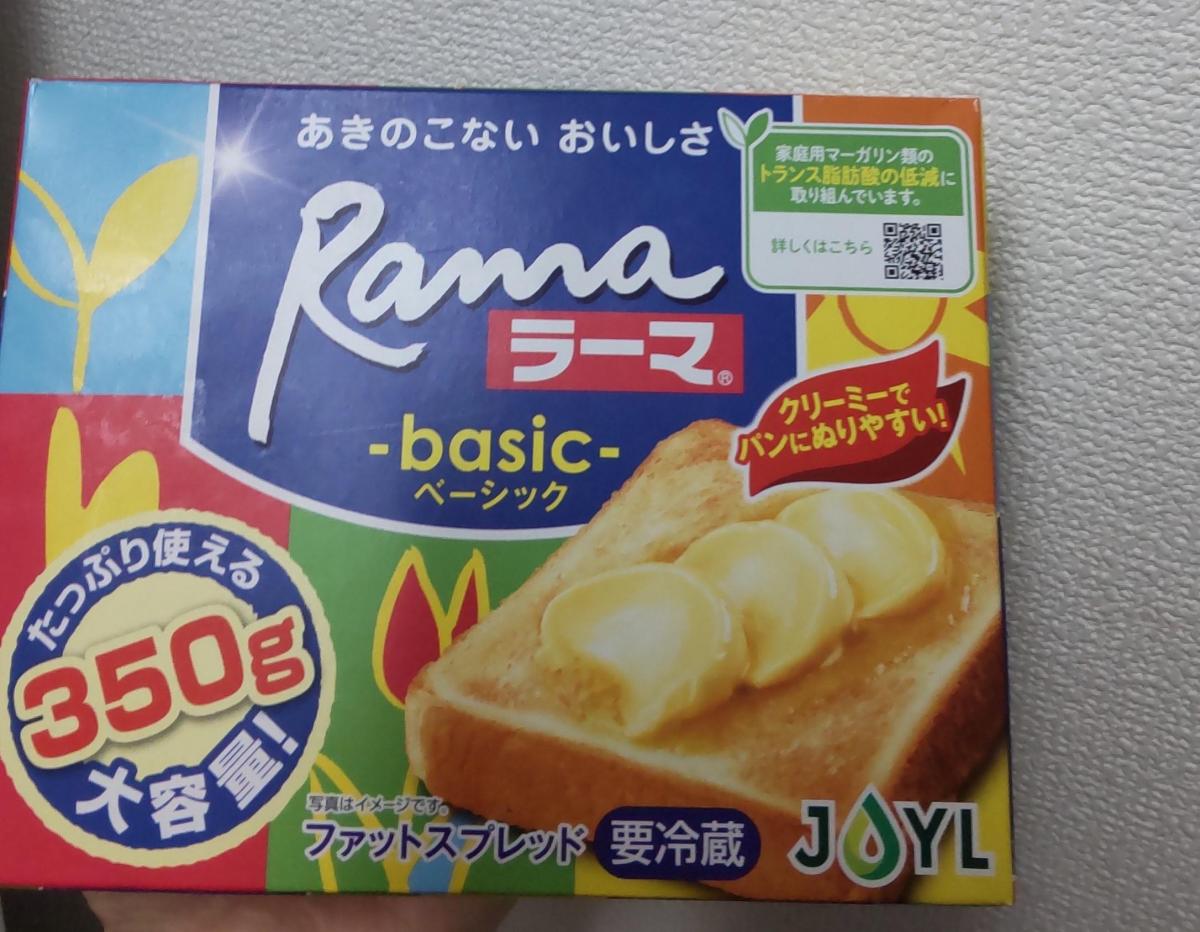 あきのこない おいしさ
Rama
ラーマ®
-basic-
ベーシック
家庭用マーガリン類の
トランス脂肪酸の低減に
取り組んでいます。
詳しくはこちら
クリーミーで
パンにぬりやすい!
たっぷり使える
350g
大容量!
写真はイメージです。
ファットスプレッド
要冷蔵
JOYL